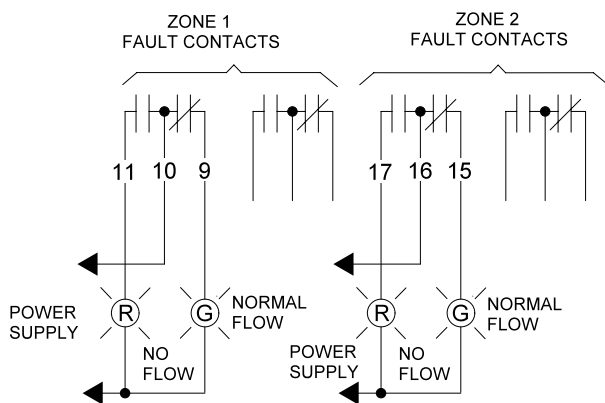 ZONE 1
FAULT CONTACTS
ZONE 2
FAULT CONTACTS
11 10 9
17 16 15
POWER
SUPPLY
R
G
NORMAL
FLOW
NO
FLOW
POWER
SUPPLY
R
G
NORMAL
FLOW
NO
FLOW